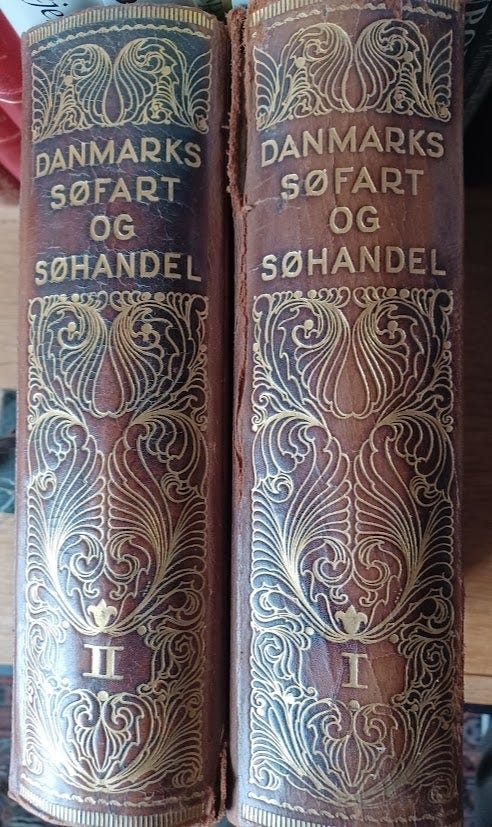 DANMARKS
SØFART
OG
SØHANDEL
II
DANMARKS
SØFART
OG
SØHANDEL
I